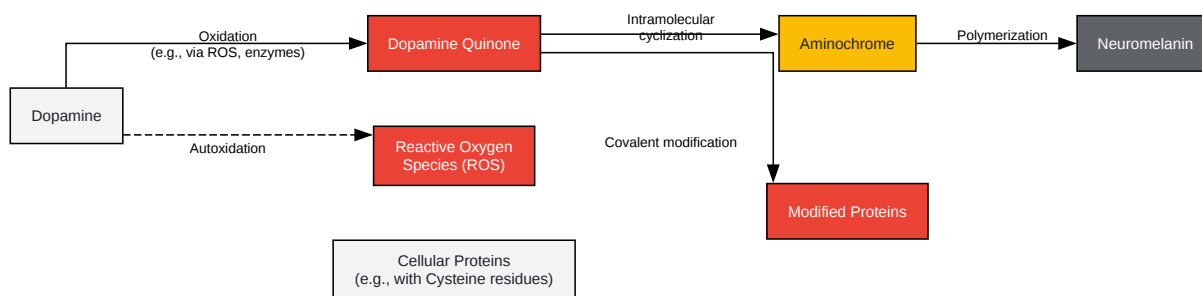 Oxidation
(e.g., via ROS, enzymes)
Dopamine Quinone
Intramolecular
cyclization
Aminochrome
Polymerization
Neuromelanin
Dopamine
Autoxidation
Reactive Oxygen
Species (ROS)
Covalent modification
Modified Proteins
Cellular Proteins
(e.g., with Cysteine residues)